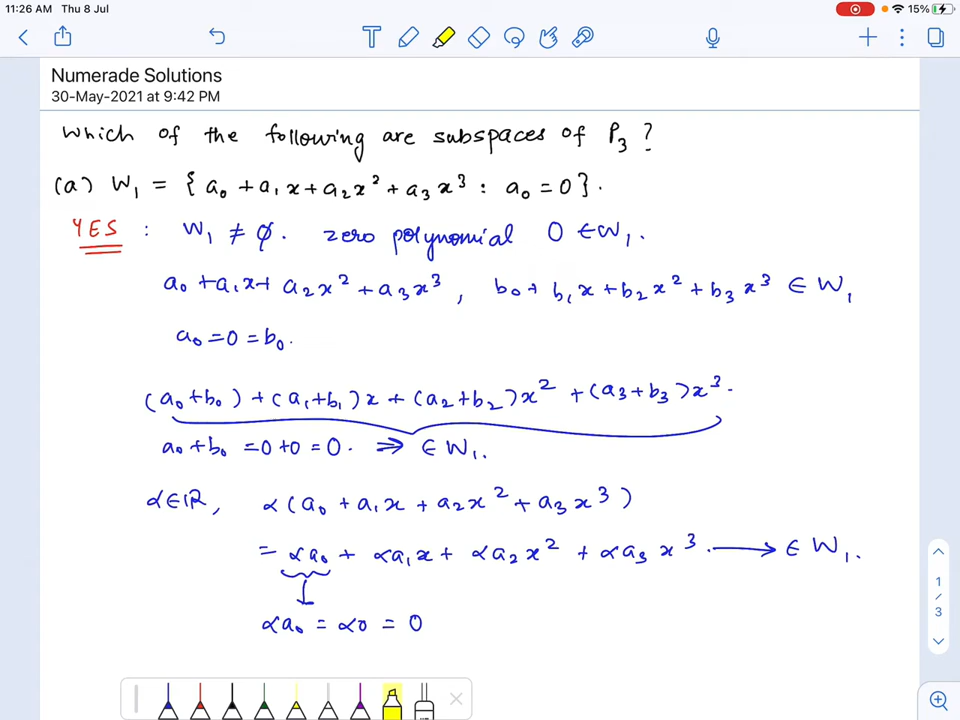 11:26 AM Thu 8 Jul 15%
Numerade Solutions
30-May-2021 at 9:42 PM
Which of the following are subspaces of P₃ ?
(a) W₁ = { a₀ + a₁x + a₂x² + a₃x³ : a₀ = 0 }.
YES : W₁ ≠ ∅. zero polynomial 0 ∈ W₁.
a₀ + a₁x + a₂x² + a₃x³ , b₀ + b₁x + b₂x² + b₃x³ ∈ W₁
a₀ = 0 = b₀.
(a₀+b₀) + (a₁+b₁)x + (a₂+b₂)x² + (a₃+b₃)x³.
a₀ + b₀ = 0 + 0 = 0. ⇒ ∈ W₁.
α ∈ ℝ, α(a₀ + a₁x + a₂x² + a₃x³)
= αa₀ + αa₁x + αa₂x² + αa₃x³. → ∈ W₁.
↓
αa₀ = α0 = 0
1
/
3